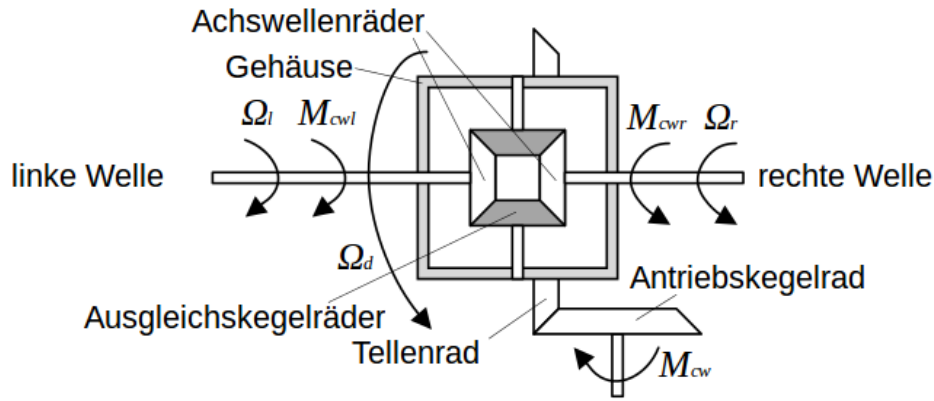 Achswellenräder
Gehäuse
Ωl Mcwl
Mcwr Ωr
linke Welle
rechte Welle
Ωd
Antriebskegelrad
Ausgleichskegelräder
Tellenrad
Mcw